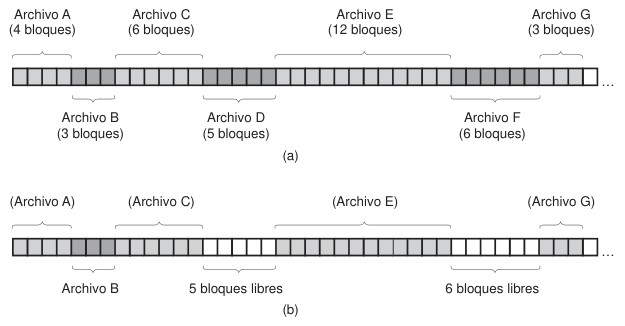 Archivo A
(4 bloques)
Archivo C
(6 bloques)
Archivo E
(12 bloques)
Archivo G
(3 bloques)
...
Archivo B
(3 bloques)
Archivo D
(5 bloques)
Archivo F
(6 bloques)
(a)
(Archivo A)
(Archivo C)
(Archivo E)
(Archivo G)
...
Archivo B
5 bloques libres
6 bloques libres
(b)